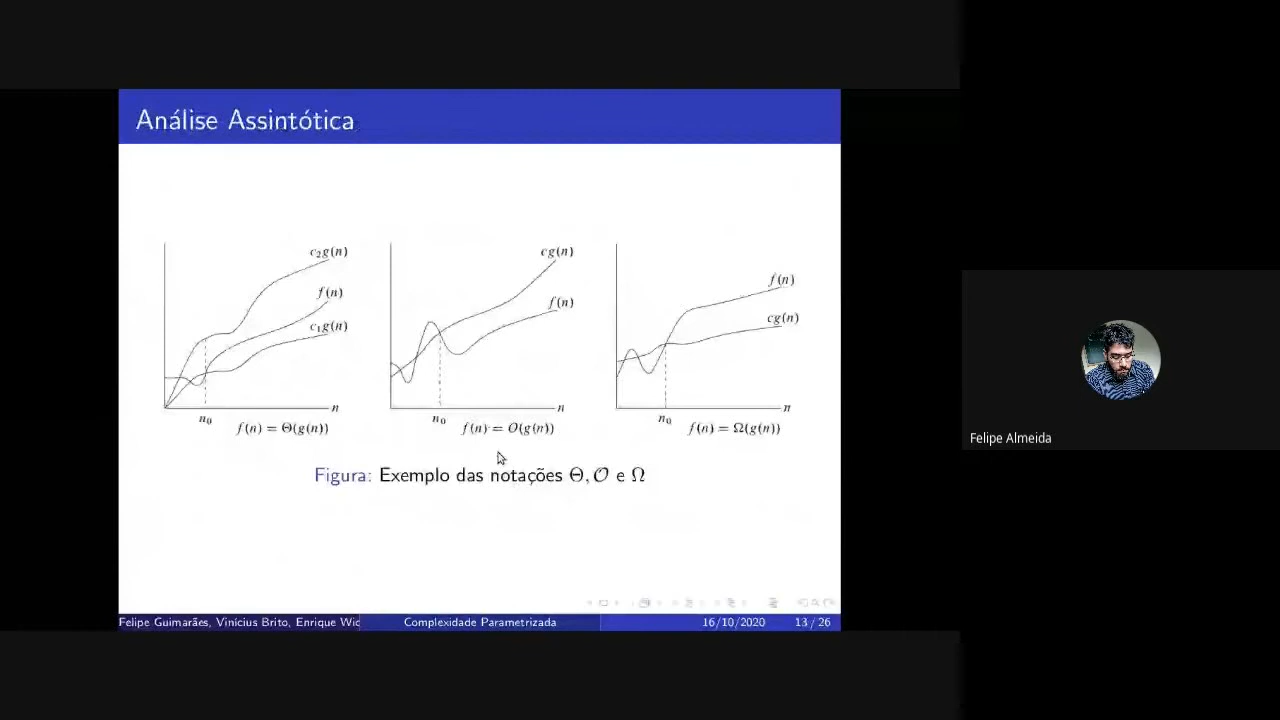 Análise Assintótica
c₂g(n)
f(n)
c₁g(n)
n
n₀
f(n) = Θ(g(n))
cg(n)
f(n)
n
n₀
f(n) = O(g(n))
f(n)
cg(n)
n
n₀
f(n) = Ω(g(n))
Figura: Exemplo das notações Θ, O e Ω
Felipe Guimarães, Vinícius Brito, Enrique Wic
Complexidade Parametrizada
16/10/2020
13 / 26
Felipe Almeida